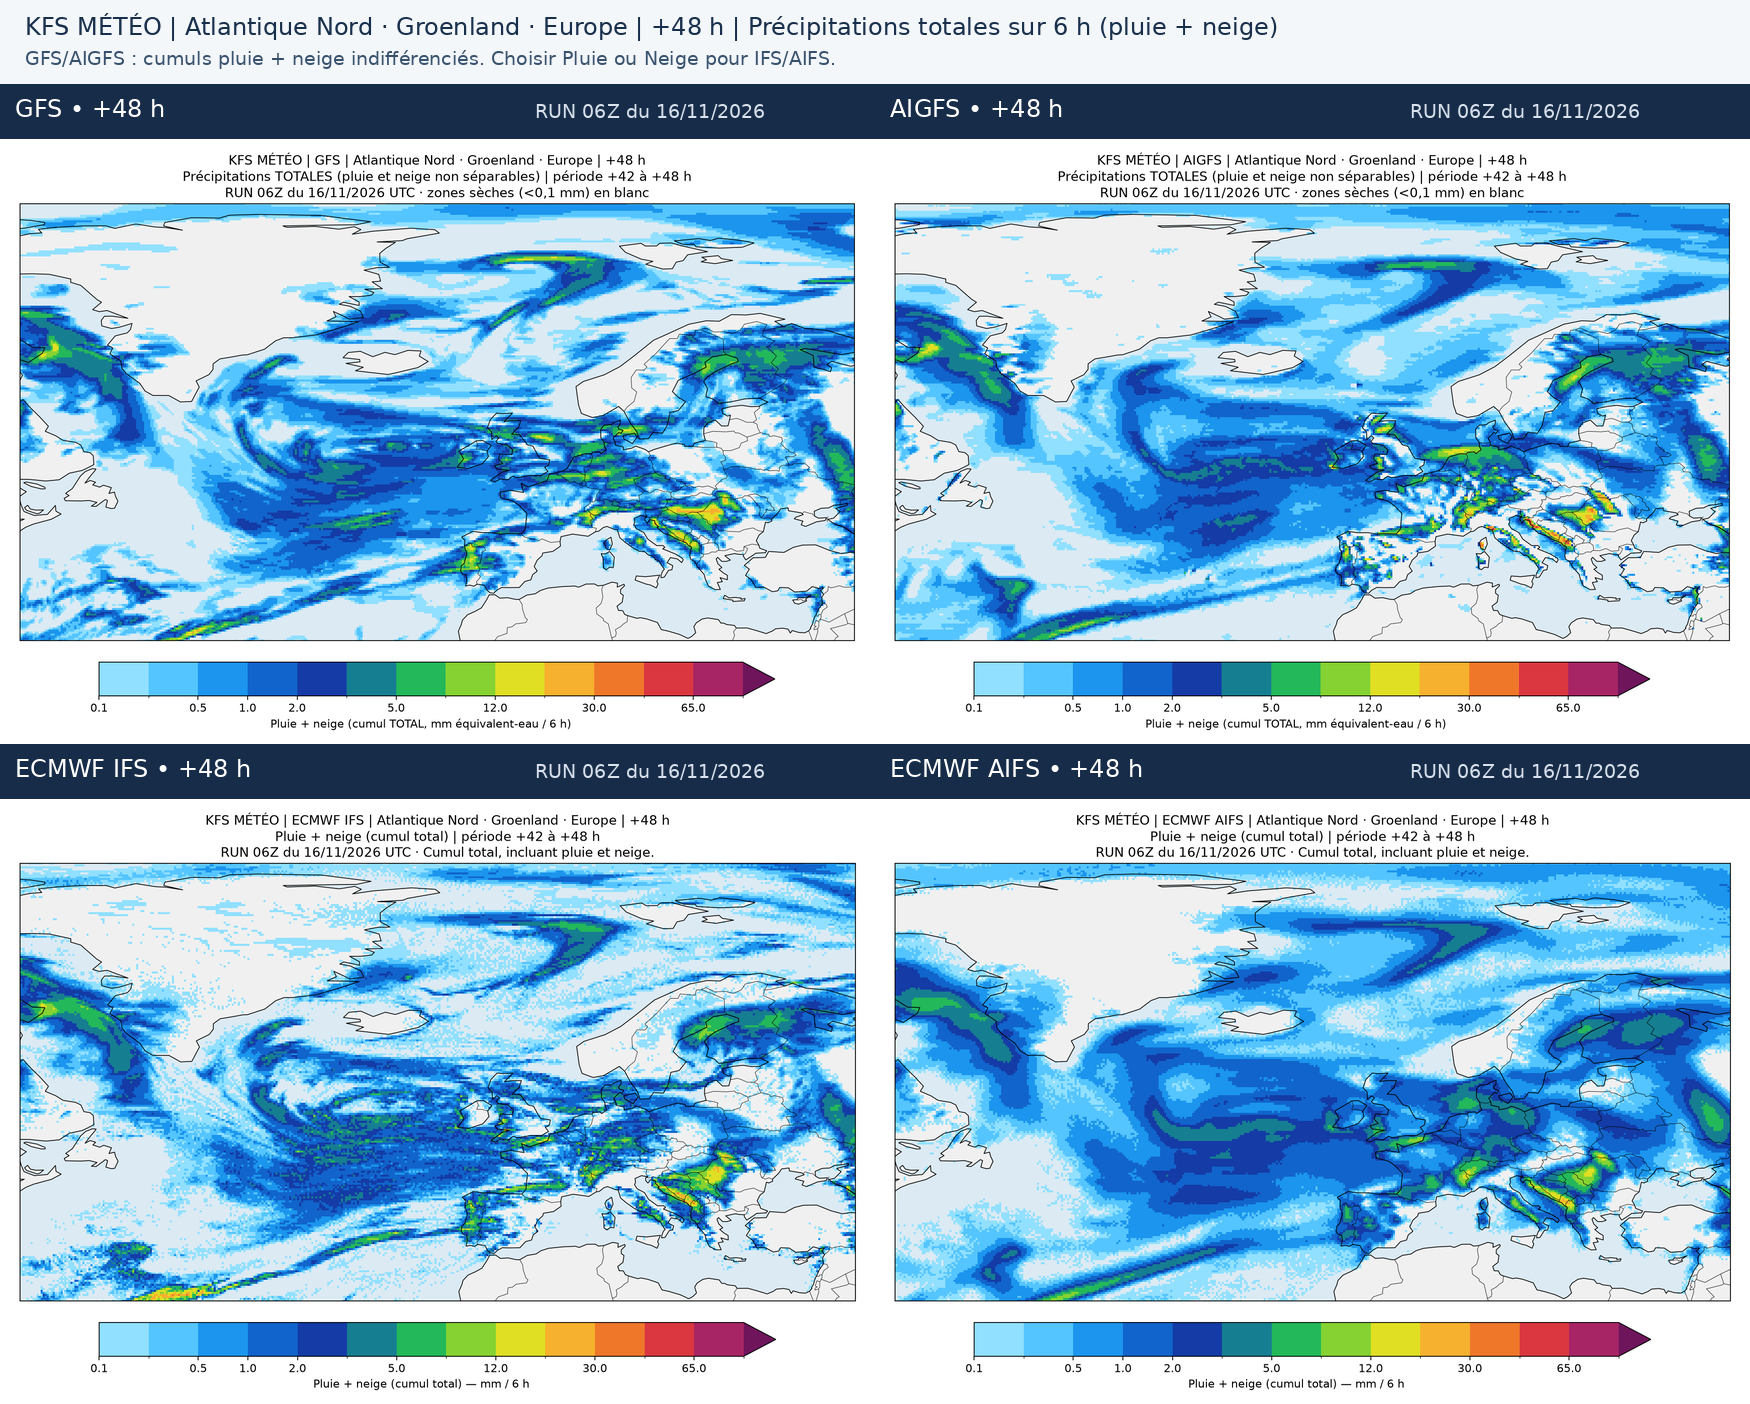 KFS MÉTÉO | Atlantique Nord · Groenland · Europe | +48 h | Précipitations totales sur 6 h (pluie + neige)
GFS/AIGFS : cumuls pluie + neige indifférenciés. Choisir Pluie ou Neige pour IFS/AIFS.
GFS • +48 h
RUN 06Z du 16/11/2026
AIGFS • +48 h
RUN 06Z du 16/11/2026
KFS MÉTÉO | GFS | Atlantique Nord · Groenland · Europe | +48 h
Précipitations TOTALES (pluie et neige non séparables) | période +42 à +48 h
RUN 06Z du 16/11/2026 UTC · zones sèches (<0,1 mm) en blanc
KFS MÉTÉO | AIGFS | Atlantique Nord · Groenland · Europe | +48 h
Précipitations TOTALES (pluie et neige non séparables) | période +42 à +48 h
RUN 06Z du 16/11/2026 UTC · zones sèches (<0,1 mm) en blanc
0.1 0.5 1.0 2.0 5.0 12.0 30.0 65.0
Pluie + neige (cumul TOTAL, mm équivalent-eau / 6 h)
0.1 0.5 1.0 2.0 5.0 12.0 30.0 65.0
Pluie + neige (cumul TOTAL, mm équivalent-eau / 6 h)
ECMWF IFS • +48 h
RUN 06Z du 16/11/2026
ECMWF AIFS • +48 h
RUN 06Z du 16/11/2026
KFS MÉTÉO | ECMWF IFS | Atlantique Nord · Groenland · Europe | +48 h
Pluie + neige (cumul total) | période +42 à +48 h
RUN 06Z du 16/11/2026 UTC · Cumul total, incluant pluie et neige.
KFS MÉTÉO | ECMWF AIFS | Atlantique Nord · Groenland · Europe | +48 h
Pluie + neige (cumul total) | période +42 à +48 h
RUN 06Z du 16/11/2026 UTC · Cumul total, incluant pluie et neige.
0.1 0.5 1.0 2.0 5.0 12.0 30.0 65.0
Pluie + neige (cumul total) — mm / 6 h
0.1 0.5 1.0 2.0 5.0 12.0 30.0 65.0
Pluie + neige (cumul total) — mm / 6 h